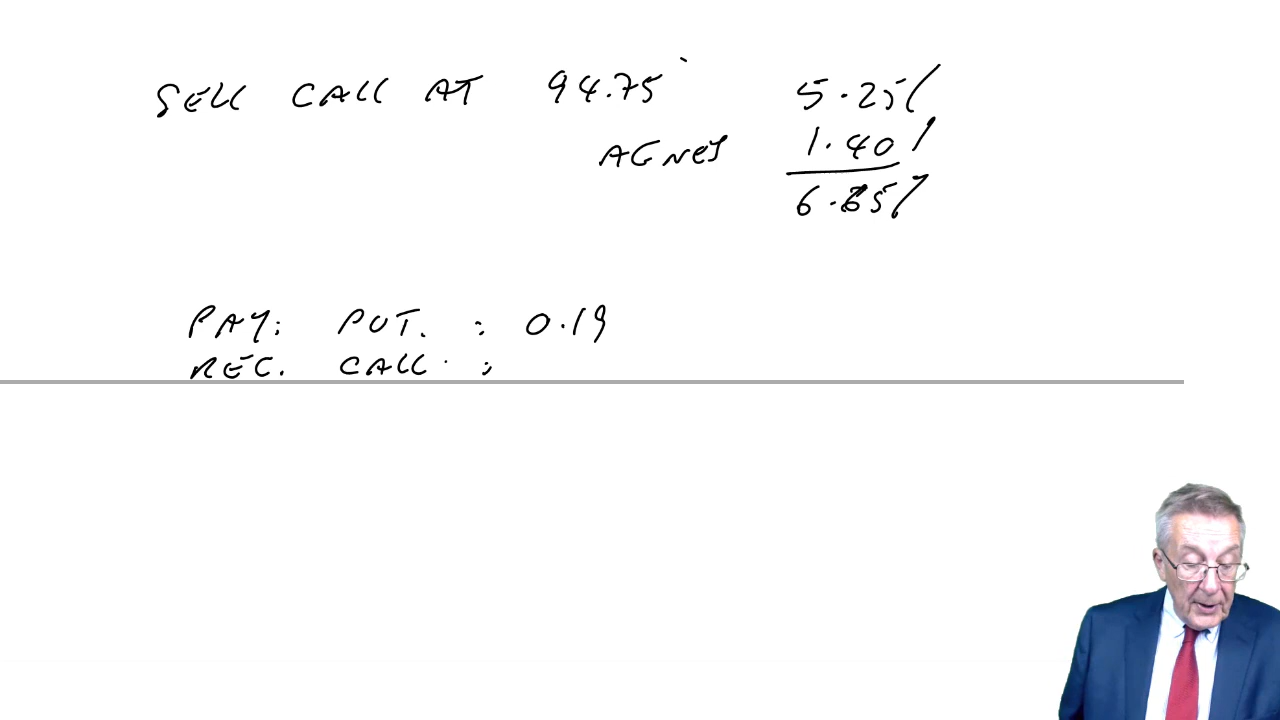 SELL CALL AT 94.75 5.25%
AGNES 1.40%
6.65%
PAY: PUT. : 0.19
REC. CALL :